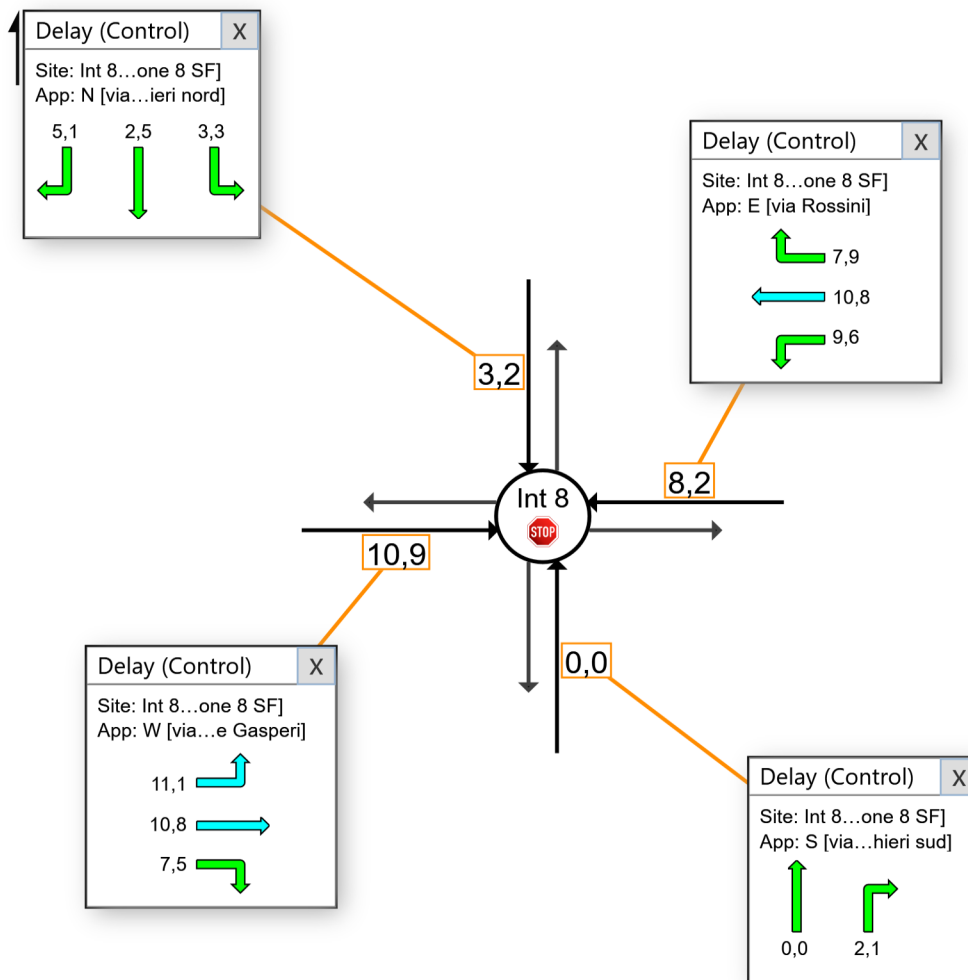 Delay (Control) X
Site: Int 8...one 8 SF]
App: N [via...ieri nord]
5,1 2,5 3,3
Delay (Control) X
Site: Int 8...one 8 SF]
App: E [via Rossini]
7,9
10,8
9,6
3,2
8,2
Int 8
STOP
10,9
0,0
Delay (Control) X
Site: Int 8...one 8 SF]
App: W [via...e Gasperi]
11,1
10,8
7,5
Delay (Control) X
Site: Int 8...one 8 SF]
App: S [via...hieri sud]
0,0 2,1